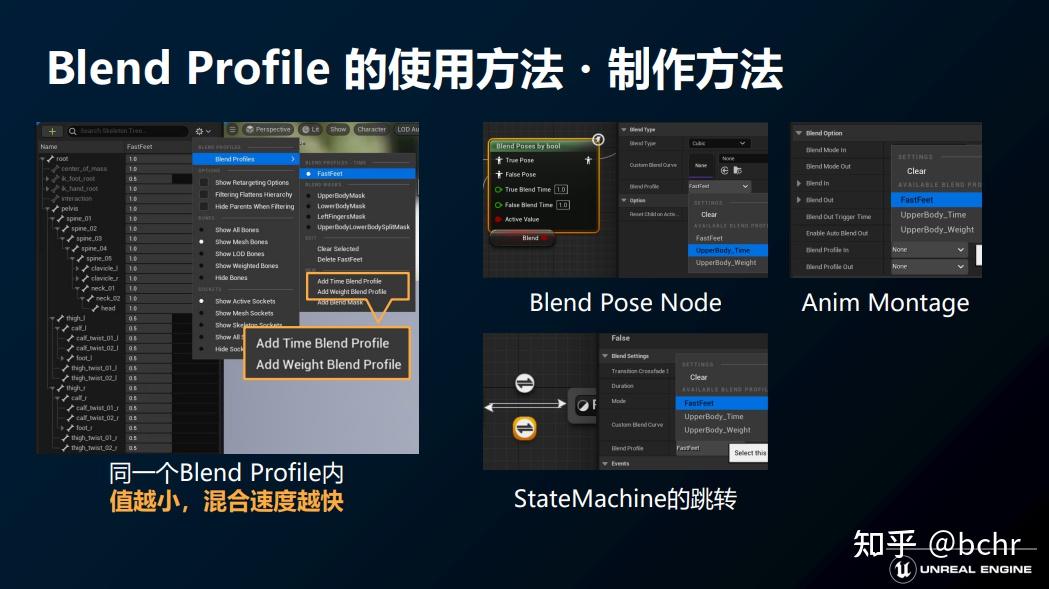 Blend Profile 的使用方法 · 制作方法
Search Skeleton Tree...
Name
FastFeet
root
1.0
center_of_mass
1.0
ik_foot_root
0.5
ik_hand_root
1.0
interaction
1.0
pelvis
1.0
spine_01
1.0
spine_02
1.0
spine_03
1.0
spine_04
1.0
spine_05
1.0
clavicle_l
1.0
clavicle_r
1.0
neck_01
1.0
neck_02
1.0
head
1.0
thigh_l
0.5
calf_l
0.5
calf_twist_01_l
0.5
calf_twist_02_l
0.5
foot_l
0.5
thigh_twist_01_l
0.5
thigh_twist_02_l
0.5
thigh_r
0.5
calf_r
0.5
calf_twist_01_r
0.5
calf_twist_02_r
0.5
foot_r
0.5
thigh_twist_01_r
0.5
thigh_twist_02_r
0.5
BLEND PROFILES
Blend Profiles
OPTIONS
Show Retargeting Options
Filtering Flattens Hierarchy
Hide Parents When Filtering
BONES
Show All Bones
Show Mesh Bones
Show LOD Bones
Show Weighted Bones
Hide Bones
SOCKETS
Show Active Sockets
Show Mesh Sockets
Show Skeleton Sockets
Show All S
Hide Sock
Perspective
Lit
Show
Character
LOD Au
BLEND PROFILES - TIME
FastFeet
BLEND MASKS
UpperBodyMask
LowerBodyMask
LeftFingersMask
UpperBodyLowerBodySplitMask
EDIT
Clear Selected
Delete FastFeet
Add Time Blend Profile
Add Weight Blend Profile
Add Blend Mask
Add Time Blend Profile
Add Weight Blend Profile
同一个Blend Profile内
值越小，混合速度越快
Blend Poses by bool
True Pose
False Pose
True Blend Time 1.0
False Blend Time 1.0
Active Value
Blend
Blend Type
Blend Type
Cubic
Custom Blend Curve
None
None
Blend Profile
FastFeet
Option
Reset Child on Activ
SETTINGS
Clear
AVAILABLE BLEND PROFI
FastFeet
UpperBody_Time
UpperBody_Weight
Blend Pose Node
Blend Option
Blend Mode In
Blend Mode Out
Blend In
Blend Out
Blend Out Trigger Time
Enable Auto Blend Out
Blend Profile In
None
Blend Profile Out
None
SETTINGS
Clear
AVAILABLE BLEND PRO
FastFeet
UpperBody_Time
UpperBody_Weight
Anim Montage
False
Blend Settings
Transition Crossfade S
Duration
Mode
Custom Blend Curve
Blend Profile
FastFeet
Events
SETTINGS
Clear
AVAILABLE BLEND PROFIL
FastFeet
UpperBody_Time
UpperBody_Weight
Select this
StateMachine的跳转
知乎 @bchr
UNREAL ENGINE